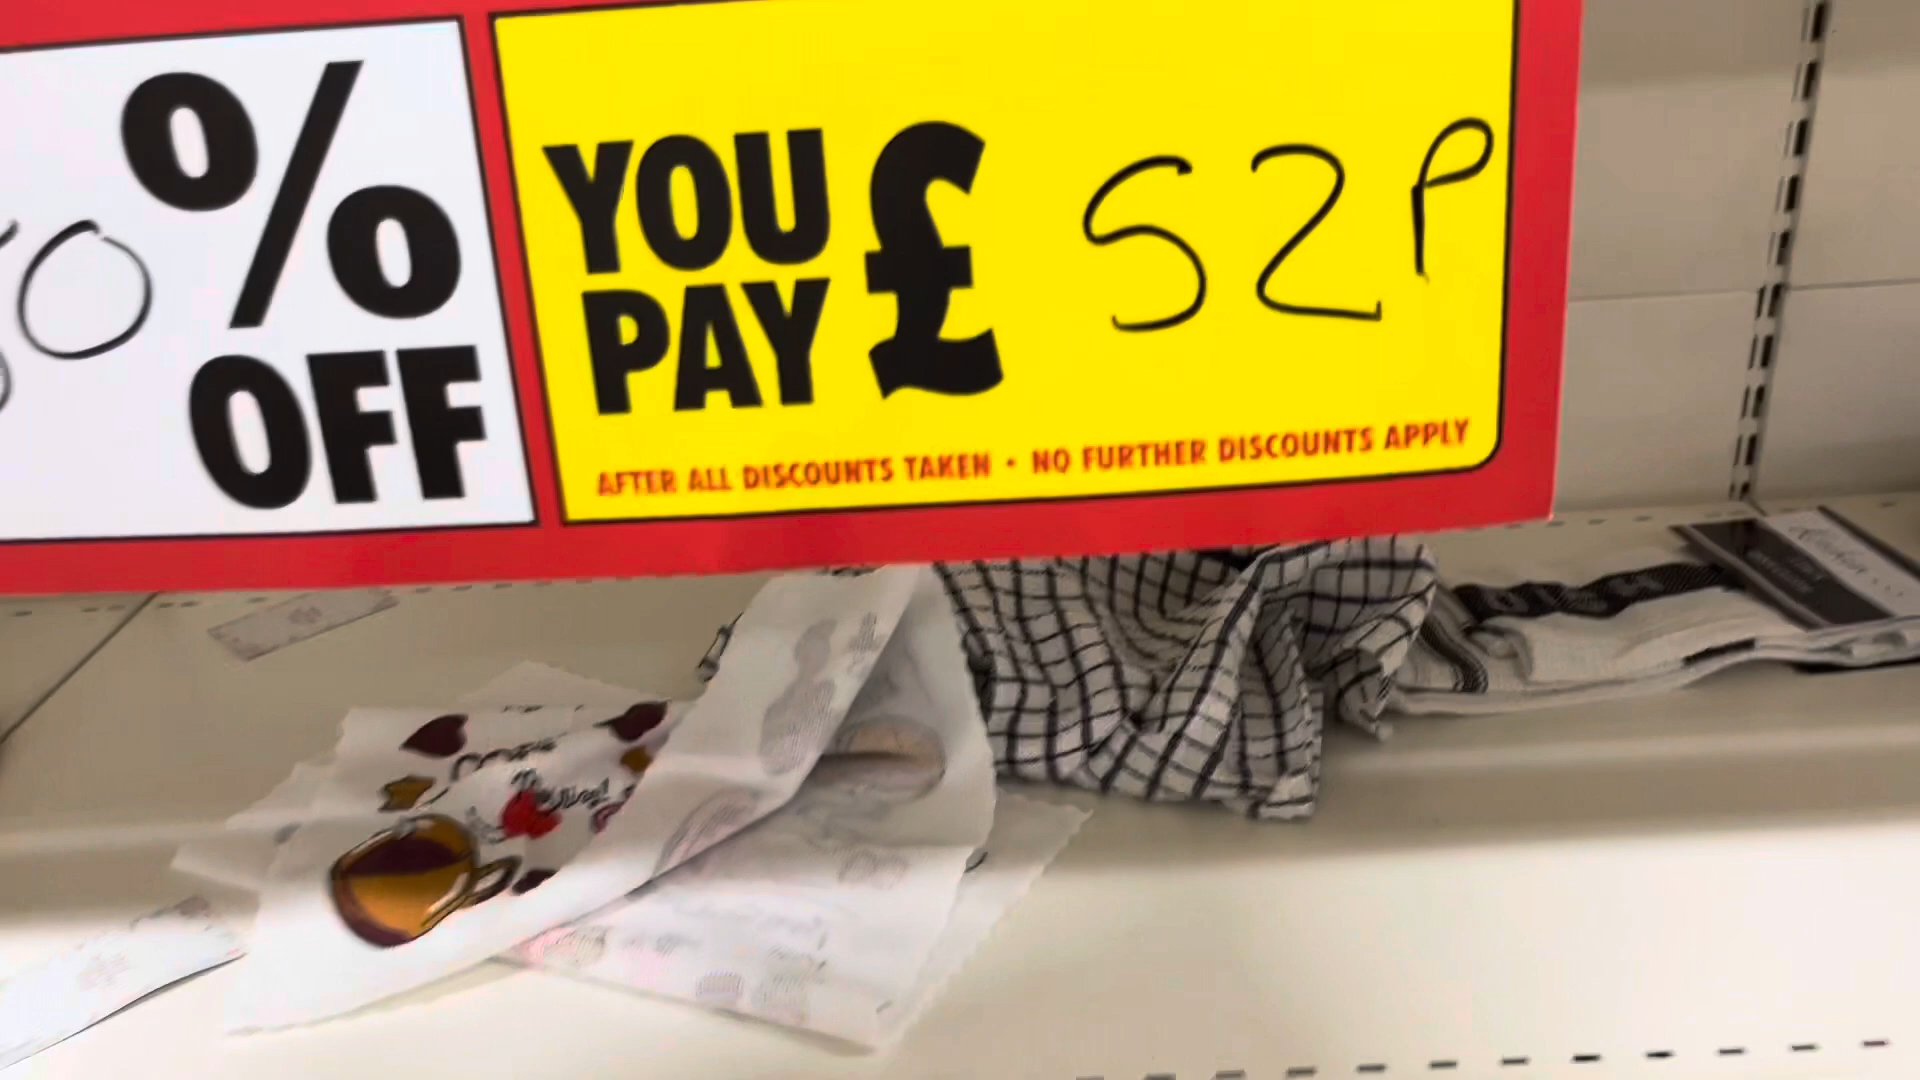 % OFF
YOU PAY £ 52P
AFTER ALL DISCOUNTS TAKEN • NO FURTHER DISCOUNTS APPLY